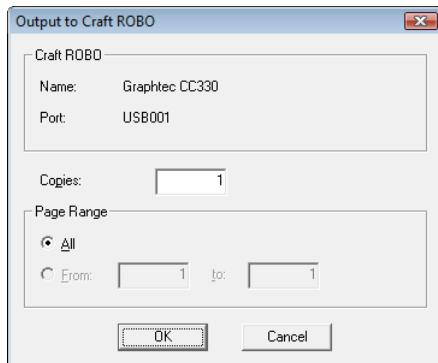 Output to Craft ROBO
Craft ROBO
Name: Graphtec CC330
Port: USB001
Copies: 1
Page Range
All
From: 1 to: 1
OK Cancel